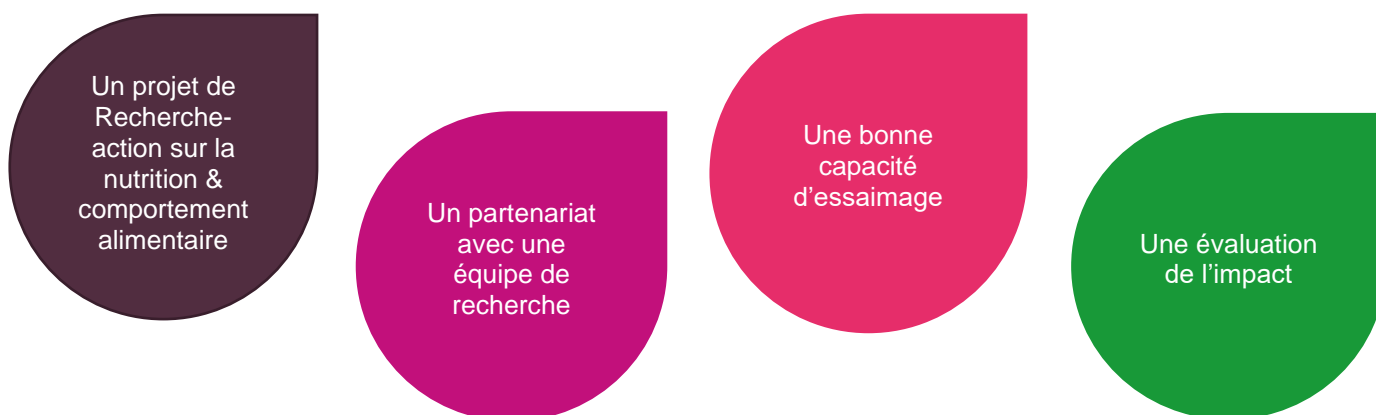 Un projet de
Recherche-
action sur la
nutrition &
comportement
alimentaire
Un partenariat
avec une
équipe de
recherche
Une bonne
capacité
d'essaimage
Une évaluation
de l'impact